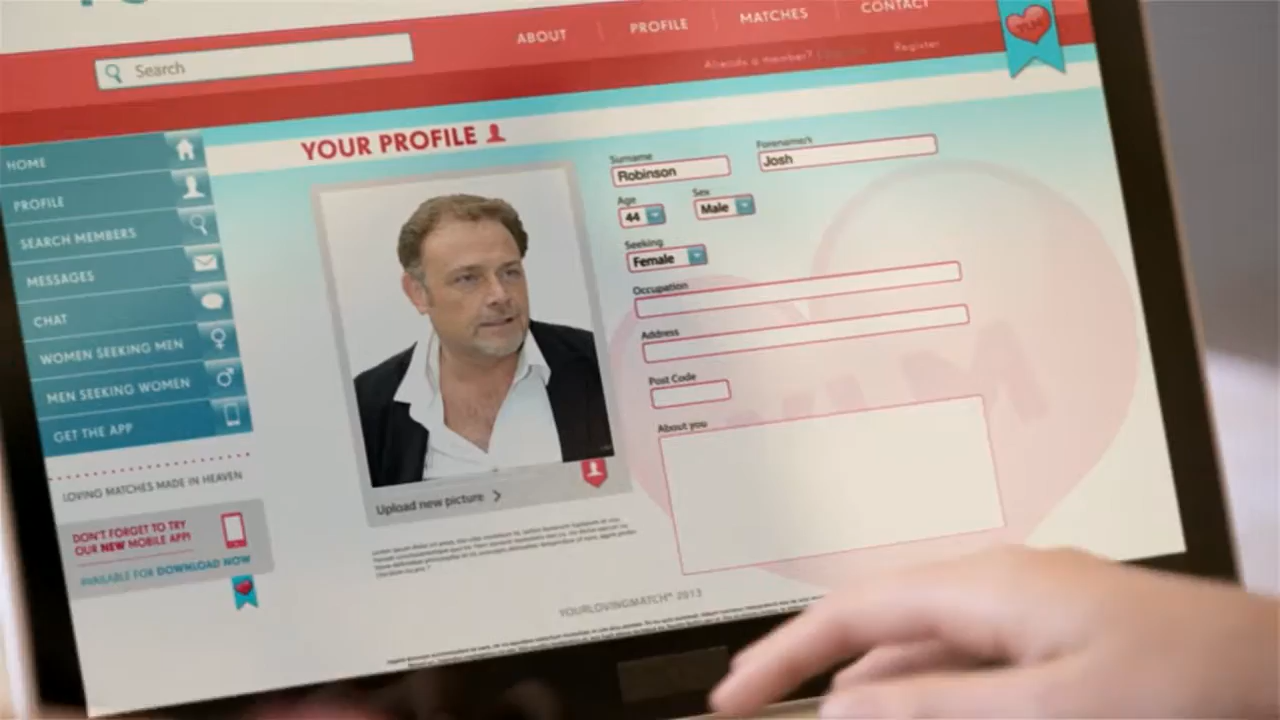 ABOUT
PROFILE
MATCHES
CONTACT
Search
Already a member?
Register
YLM
HOME
PROFILE
SEARCH MEMBERS
MESSAGES
CHAT
WOMEN SEEKING MEN
MEN SEEKING WOMEN
GET THE APP
LOVING MATCHES MADE IN HEAVEN
DON'T FORGET TO TRY
OUR NEW MOBILE APP!
AVAILABLE FOR DOWNLOAD NOW
YOUR PROFILE
Upload new picture
Surname
Robinson
Forename/s
Josh
Age
44
Sex
Male
Seeking
Female
Occupation
Address
Post Code
About you
YLM
YOURLOVINGMATCH™ 2013